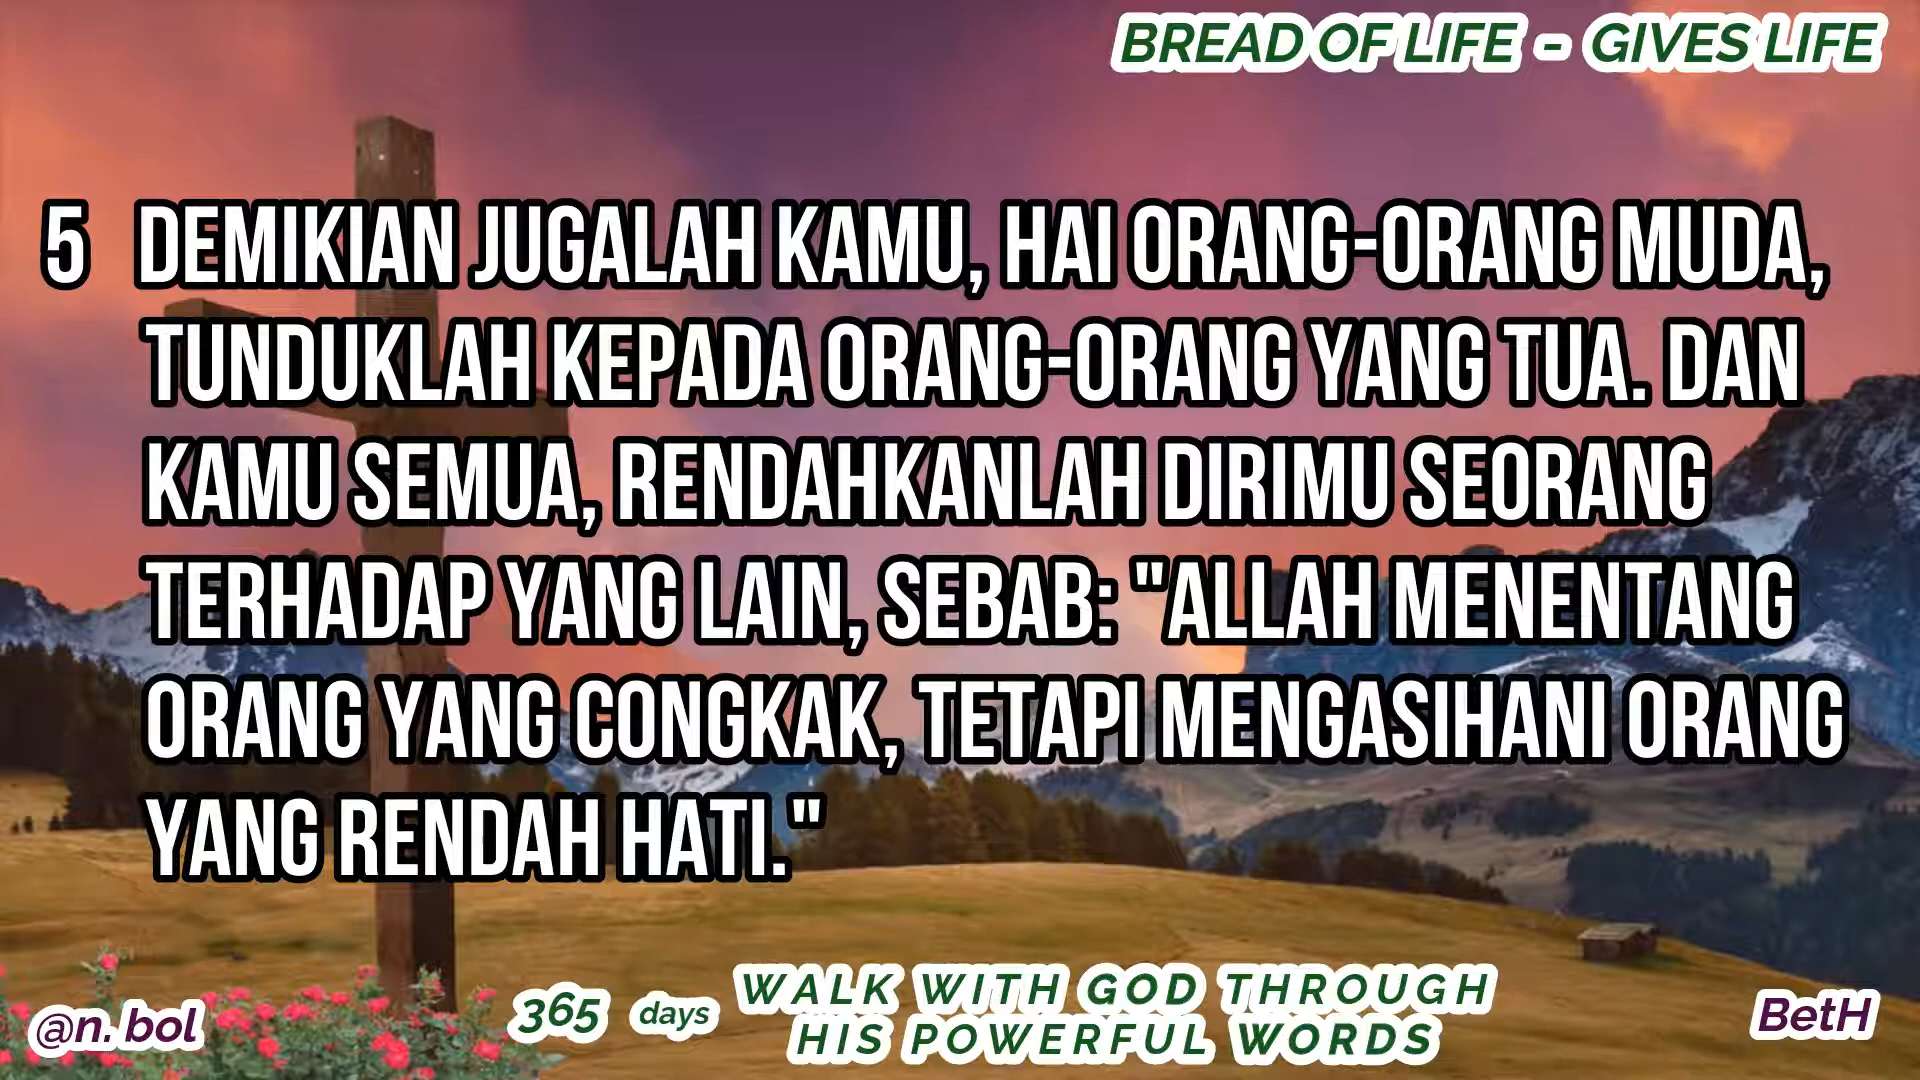 BREAD OF LIFE - GIVES LIFE
5 DEMIKIAN JUGALAH KAMU, HAI ORANG-ORANG MUDA,
TUNDUKLAH KEPADA ORANG-ORANG YANG TUA. DAN
KAMU SEMUA, RENDAHKANLAH DIRIMU SEORANG
TERHADAP YANG LAIN, SEBAB: "ALLAH MENENTANG
ORANG YANG CONGKAK, TETAPI MENGASIHANI ORANG
YANG RENDAH HATI."
@n.bol
365 days
WALK WITH GOD THROUGH
HIS POWERFUL WORDS
BetH